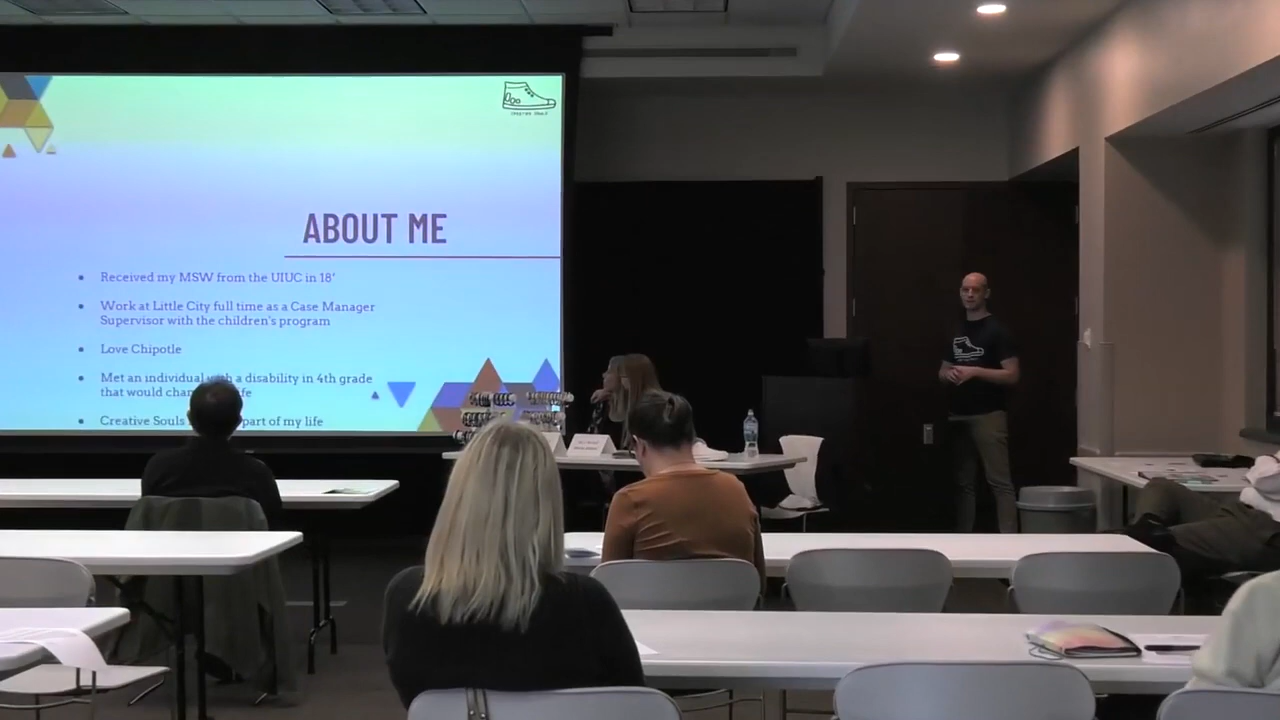 ABOUT ME
Received my MSW from the UIUC in 18'
Work at Little City full time as a Case Manager
Supervisor with the children's program
Love Chipotle
Met an individual with a disability in 4th grade
that would
Creative Souls part of my life